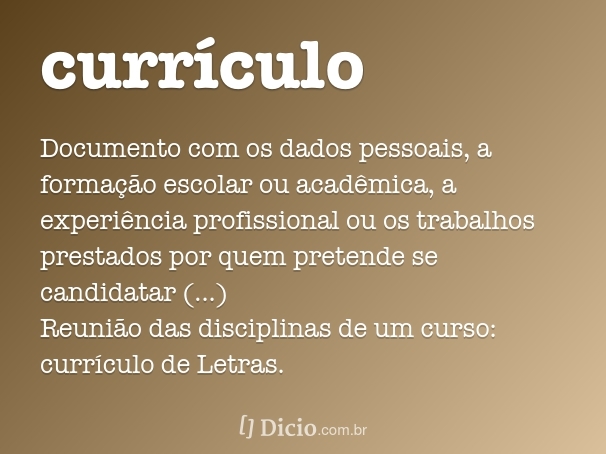 currículo
Documento com os dados pessoais, a
formação escolar ou acadêmica, a
experiência profissional ou os trabalhos
prestados por quem pretende se
candidatar (...)
Reunião das disciplinas de um curso:
currículo de Letras.
[] Dicio.com.br